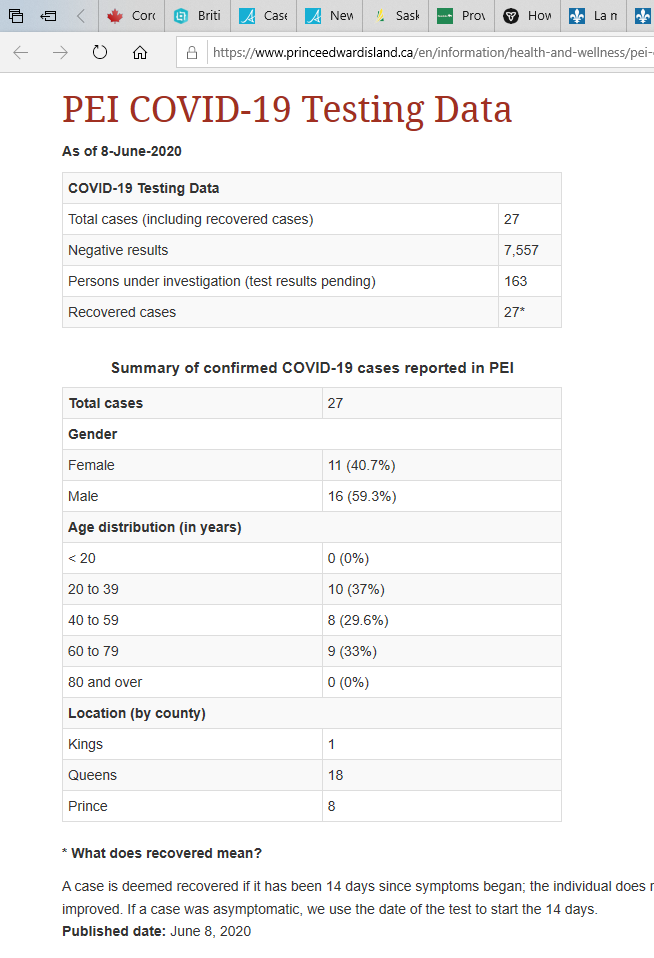 Corc
Briti
Case
New
Sask
Prov
How
La n
https://www.princeedwardisland.ca/en/information/health-and-wellness/pei-
PEI COVID-19 Testing Data
As of 8-June-2020
COVID-19 Testing Data
Total cases (including recovered cases) 27
Negative results 7,557
Persons under investigation (test results pending) 163
Recovered cases 27*
Summary of confirmed COVID-19 cases reported in PEI
Total cases 27
Gender
Female 11 (40.7%)
Male 16 (59.3%)
Age distribution (in years)
< 20 0 (0%)
20 to 39 10 (37%)
40 to 59 8 (29.6%)
60 to 79 9 (33%)
80 and over 0 (0%)
Location (by county)
Kings 1
Queens 18
Prince 8
* What does recovered mean?
A case is deemed recovered if it has been 14 days since symptoms began; the individual does
improved. If a case was asymptomatic, we use the date of the test to start the 14 days.
Published date: June 8, 2020